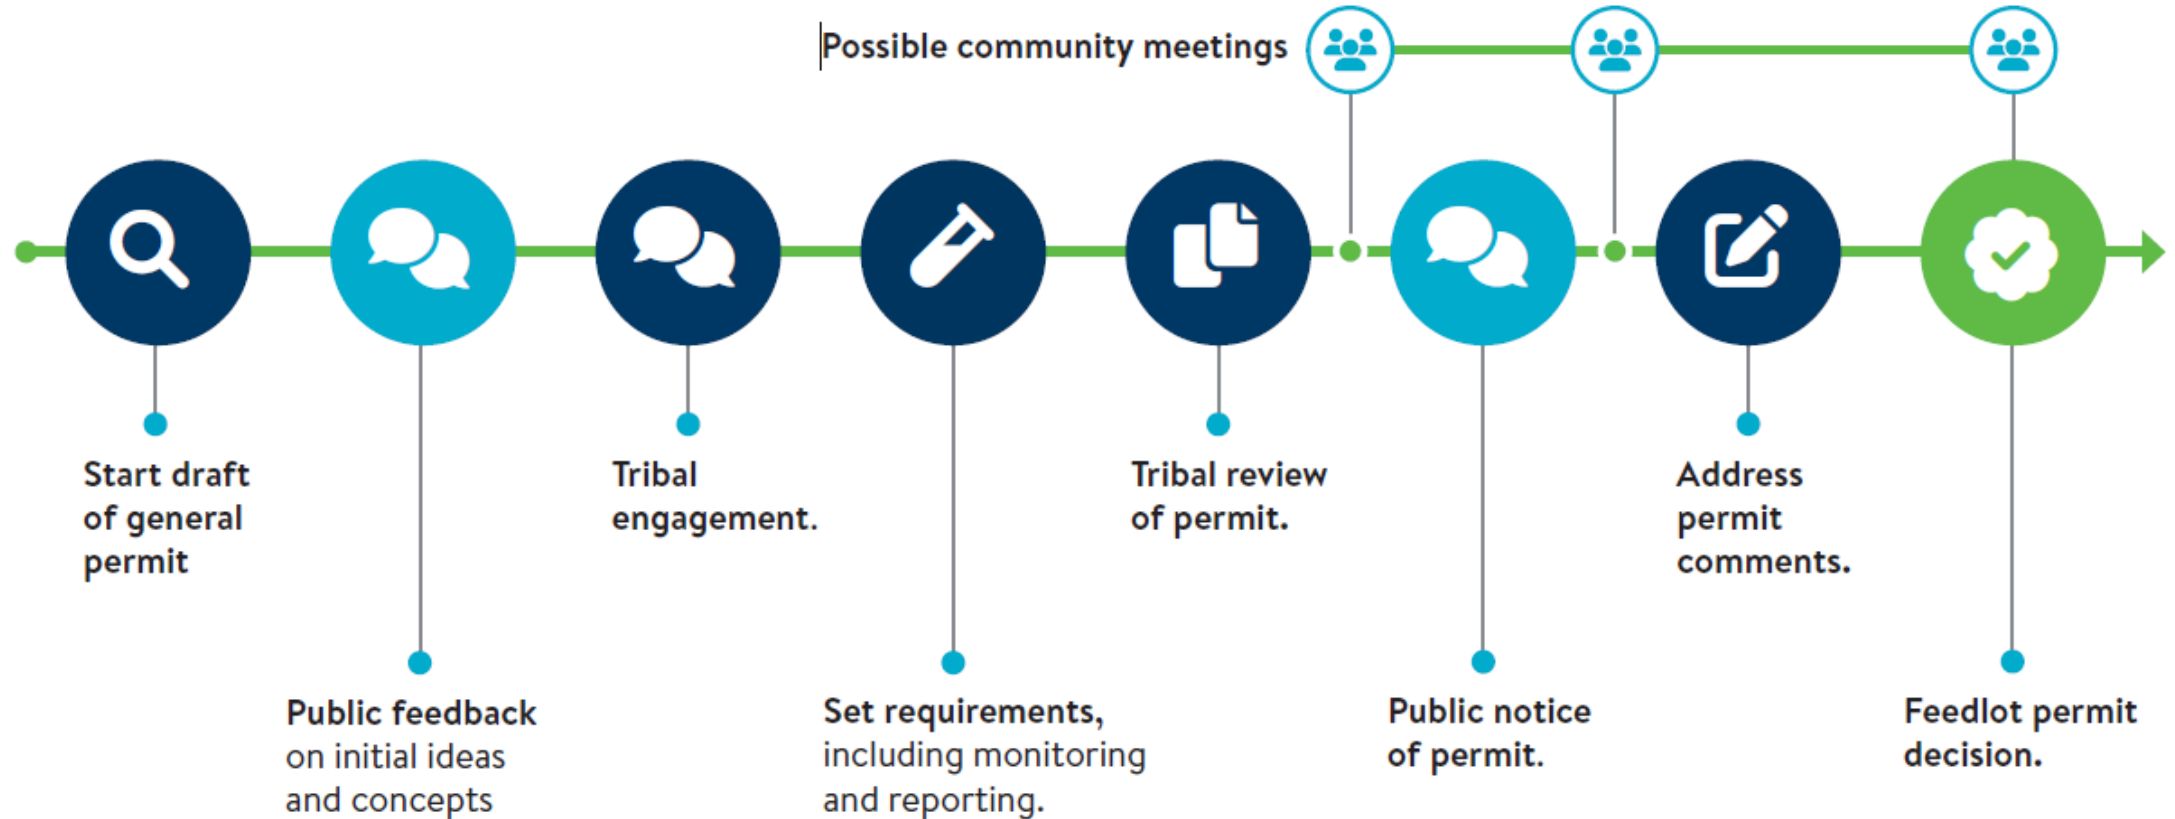 Possible community meetings
Start draft
of general
permit
Public feedback
on initial ideas
and concepts
Tribal
engagement.
Set requirements,
including monitoring
and reporting.
Tribal review
of permit.
Public notice
of permit.
Address
permit
comments.
Feedlot permit
decision.